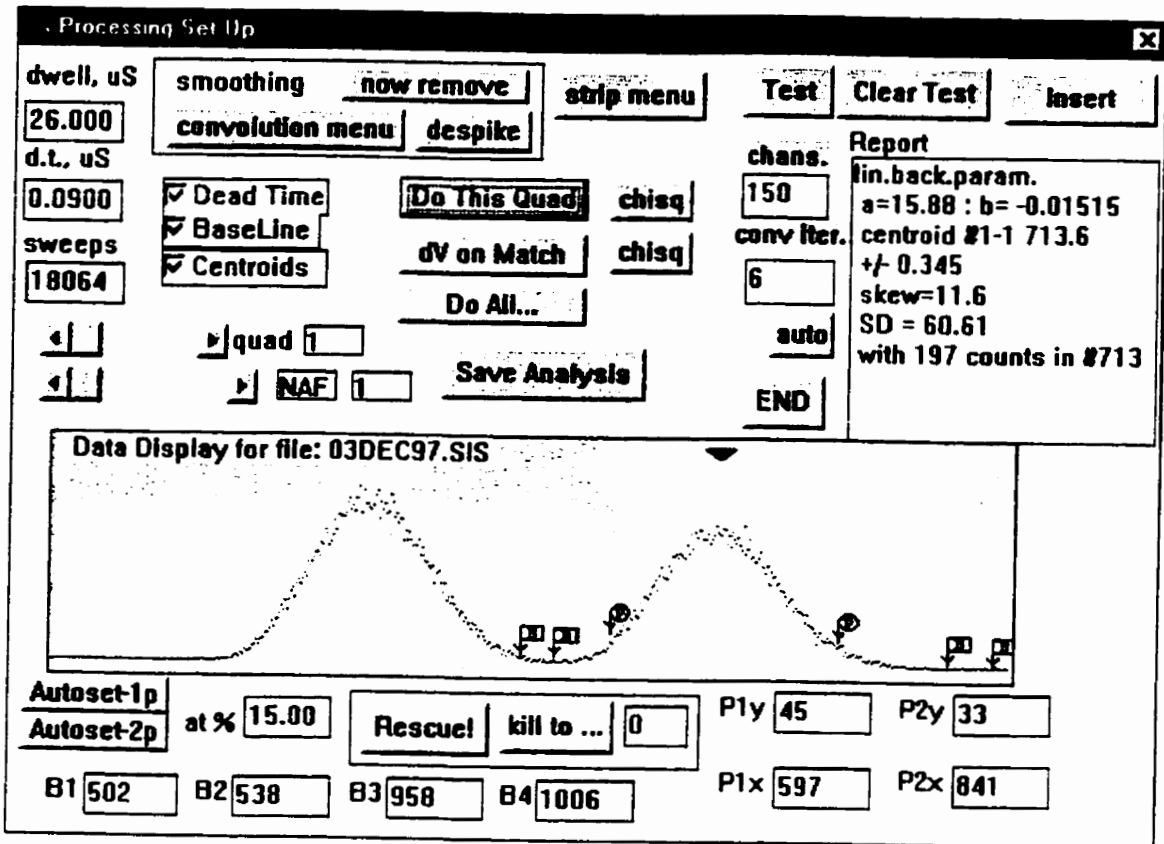 Processing Set Up
dwell, uS
26.000
d.t., uS
0.0900
sweeps
18064
smoothing
now remove
convolution menu
despike
strip menu
Test
Clear Test
Insert
Dead Time
BaseLine
Centroids
Do This Quad
chisq
dV on Match
chisq
Do All...
chans.
150
conv iter.
6
auto
END
Report
lin.back.param.
a=15.88 : b= -0.01515
centroid #1-1 713.6
+/- 0.345
skew=11.6
SD = 60.61
with 197 counts in #713
quad 1
NAF 1
Save Analysis
Data Display for file: 03DEC97.SIS
B
B
P
P
B
B
Autoset-1p
Autoset-2p
at % 15.00
Rescue!
kill to ...
0
P1y 45
P2y 33
B1 502
B2 538
B3 958
B4 1006
P1x 597
P2x 841